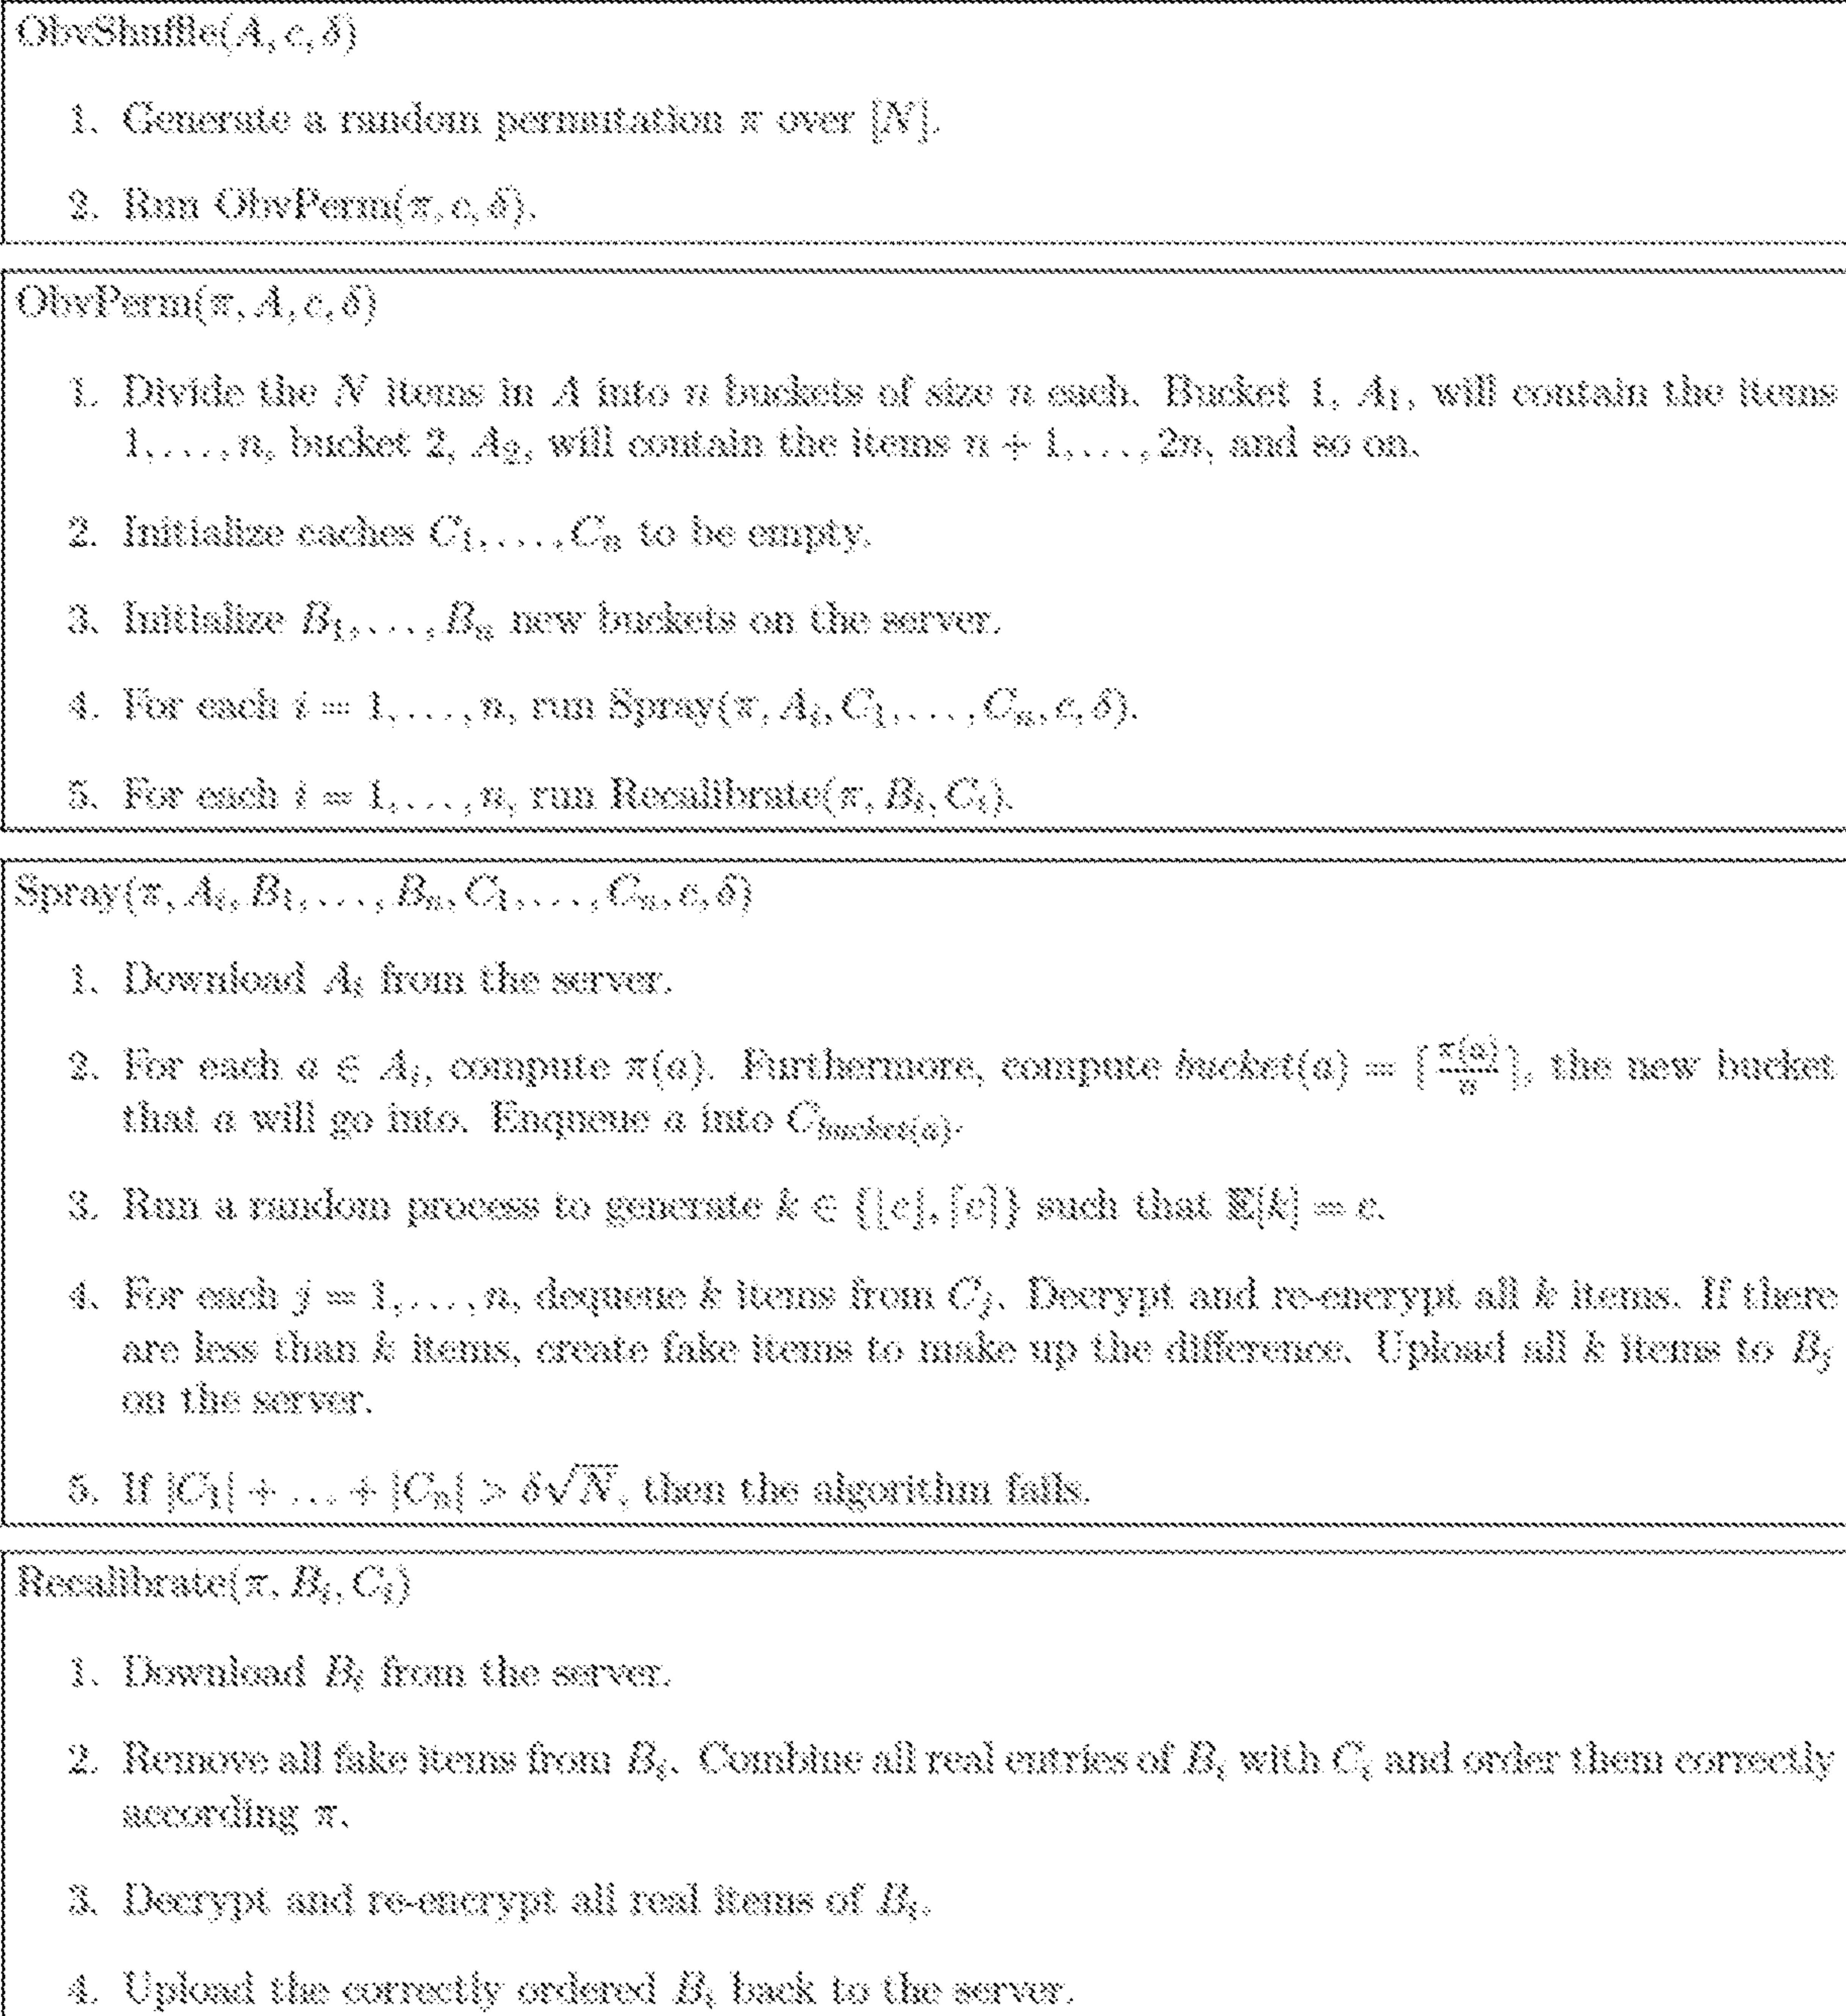 ObvShuffle(A, c, δ)
1. Generate a random permutation π over [N].
2. Run ObvPerm(π, c, δ).
ObvPerm(π, A, c, δ)
1. Divide the N items in A into n buckets of size n each. Bucket 1, A₁, will contain the items
1, . . . , n, bucket 2, A₂, will contain the items n + 1, . . . , 2n, and so on.
2. Initialize caches C₁, . . . , Cₙ to be empty.
3. Initialize B₁, . . . , Bₙ new buckets on the server.
4. For each i = 1, . . . , n, run Spray(π, Aᵢ, C₁, . . . , Cₙ, c, δ).
5. For each i = 1, . . . , n, run Recalibrate(π, Bᵢ, Cᵢ).
Spray(π, Aᵢ, B₁, . . . , Bₙ, C₁, . . . , Cₙ, c, δ)
1. Download Aᵢ from the server.
2. For each a ∈ Aᵢ, compute π(a). Furthermore, compute bucket(a) = ⌈π(a)/n⌉, the new bucket
that a will go into. Enqueue a into C_bucket(a).
3. Run a random process to generate k ∈ {⌊c⌋, ⌈c⌉} such that 𝔼[k] = c.
4. For each j = 1, . . . , n, dequeue k items from Cⱼ. Decrypt and re-encrypt all k items. If there
are less than k items, create fake items to make up the difference. Upload all k items to Bⱼ
on the server.
5. If |C₁| + . . . + |Cₙ| > δ√N, then the algorithm fails.
Recalibrate(π, Bᵢ, Cᵢ)
1. Download Bᵢ from the server.
2. Remove all fake items from Bᵢ. Combine all real entries of Bᵢ with Cᵢ and order them correctly
according π.
3. Decrypt and re-encrypt all real items of Bᵢ.
4. Upload the correctly ordered Bᵢ back to the server.